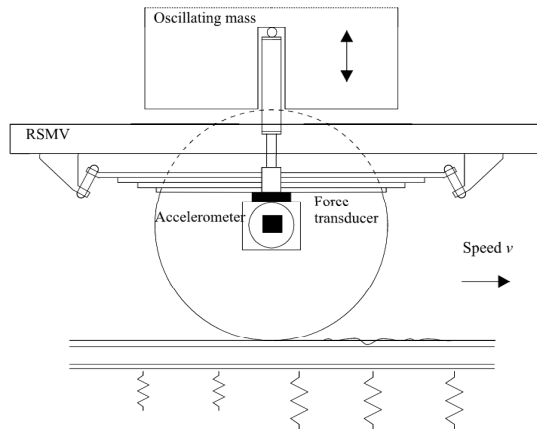 Oscillating mass
RSMV
Accelerometer
Force
transducer
Speed v